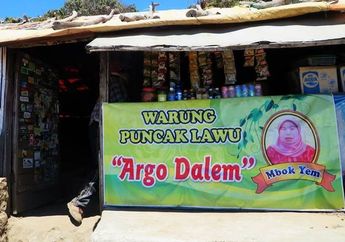 WARUNG
PUNCAK LAWU
"Argo Dalem"
Mbok Yem